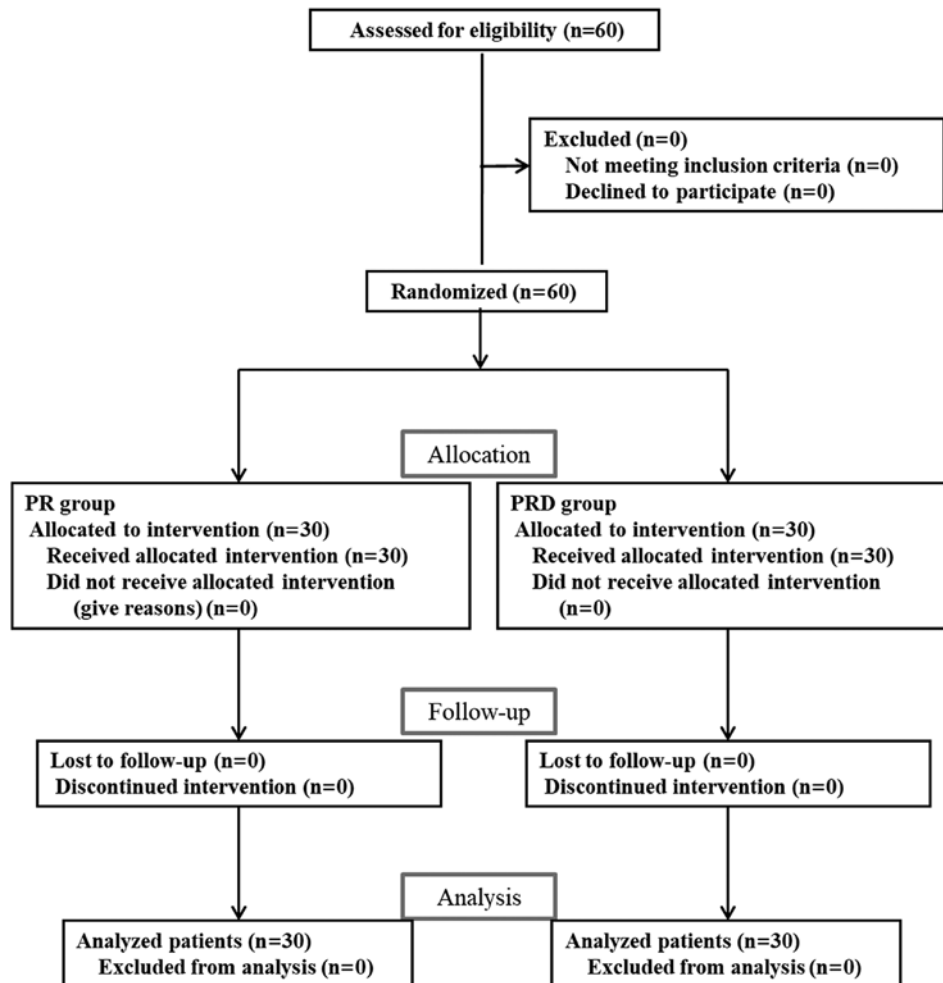 Assessed for eligibility (n=60)
Excluded (n=0)
Not meeting inclusion criteria (n=0)
Declined to participate (n=0)
Randomized (n=60)
Allocation
PR group
Allocated to intervention (n=30)
Received allocated intervention (n=30)
Did not receive allocated intervention
(give reasons) (n=0)
PRD group
Allocated to intervention (n=30)
Received allocated intervention (n=30)
Did not receive allocated intervention
(n=0)
Follow-up
Lost to follow-up (n=0)
Discontinued intervention (n=0)
Lost to follow-up (n=0)
Discontinued intervention (n=0)
Analysis
Analyzed patients (n=30)
Excluded from analysis (n=0)
Analyzed patients (n=30)
Excluded from analysis (n=0)